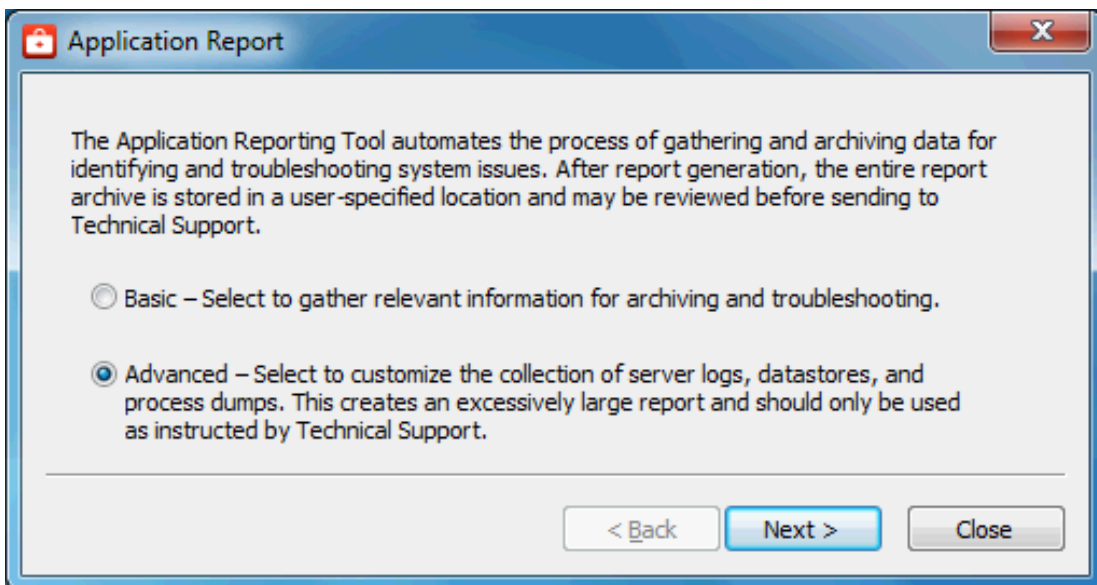 Application Report
The Application Reporting Tool automates the process of gathering and archiving data for
identifying and troubleshooting system issues. After report generation, the entire report
archive is stored in a user-specified location and may be reviewed before sending to
Technical Support.
Basic – Select to gather relevant information for archiving and troubleshooting.
Advanced – Select to customize the collection of server logs, datastores, and
process dumps. This creates an excessively large report and should only be used
as instructed by Technical Support.
< Back Next > Close